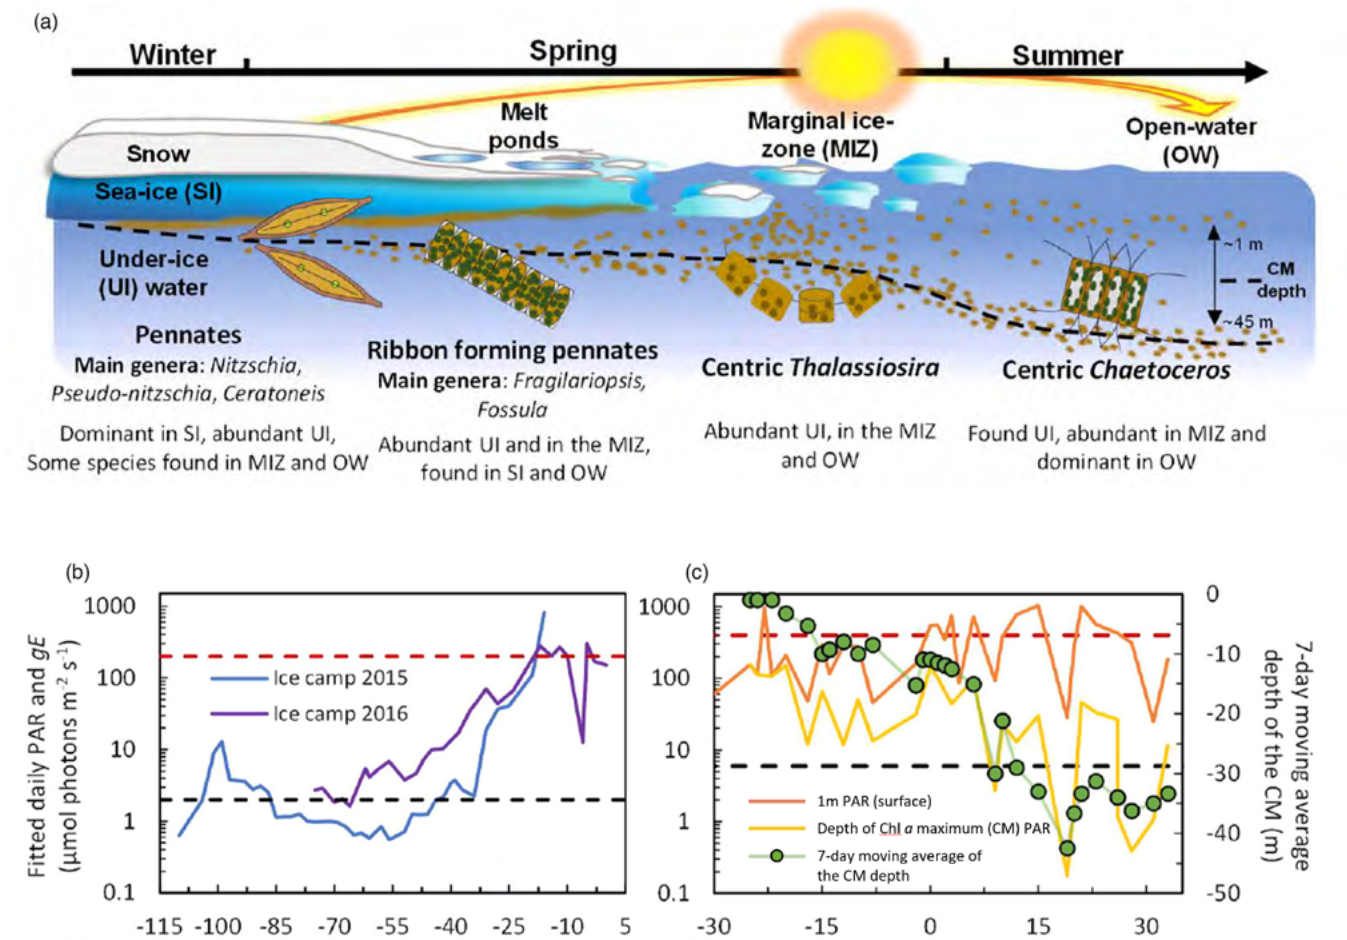 (a)
Winter
Spring
Summer
Melt
ponds
Marginal ice-
zone (MIZ)
Open-water
(OW)
Snow
Sea-ice (SI)
Under-ice
(UI) water
~1 m
CM
depth
~45 m
Pennates
Main genera: Nitzschia,
Pseudo-nitzschia, Ceratoneis
Dominant in SI, abundant UI,
Some species found in MIZ and OW
Ribbon forming pennates
Main genera: Fragilariopsis,
Fossula
Abundant UI and in the MIZ,
found in SI and OW
Centric Thalassiosira
Abundant UI, in the MIZ
and OW
Centric Chaetoceros
Found UI, abundant in MIZ and
dominant in OW
(b)
Fitted daily PAR and gE
(µmol photons m⁻² s⁻¹)
1000
100
10
1
0.1
Ice camp 2015
Ice camp 2016
-115 -100 -85 -70 -55 -40 -25 -10 5
(c)
1000
100
10
1
0.1
1m PAR (surface)
Depth of Chl a maximum (CM) PAR
7-day moving average of
the CM depth
-30 -15 0 15 30
0
-10
-20
-30
-40
-50
7-day moving average
depth of the CM (m)